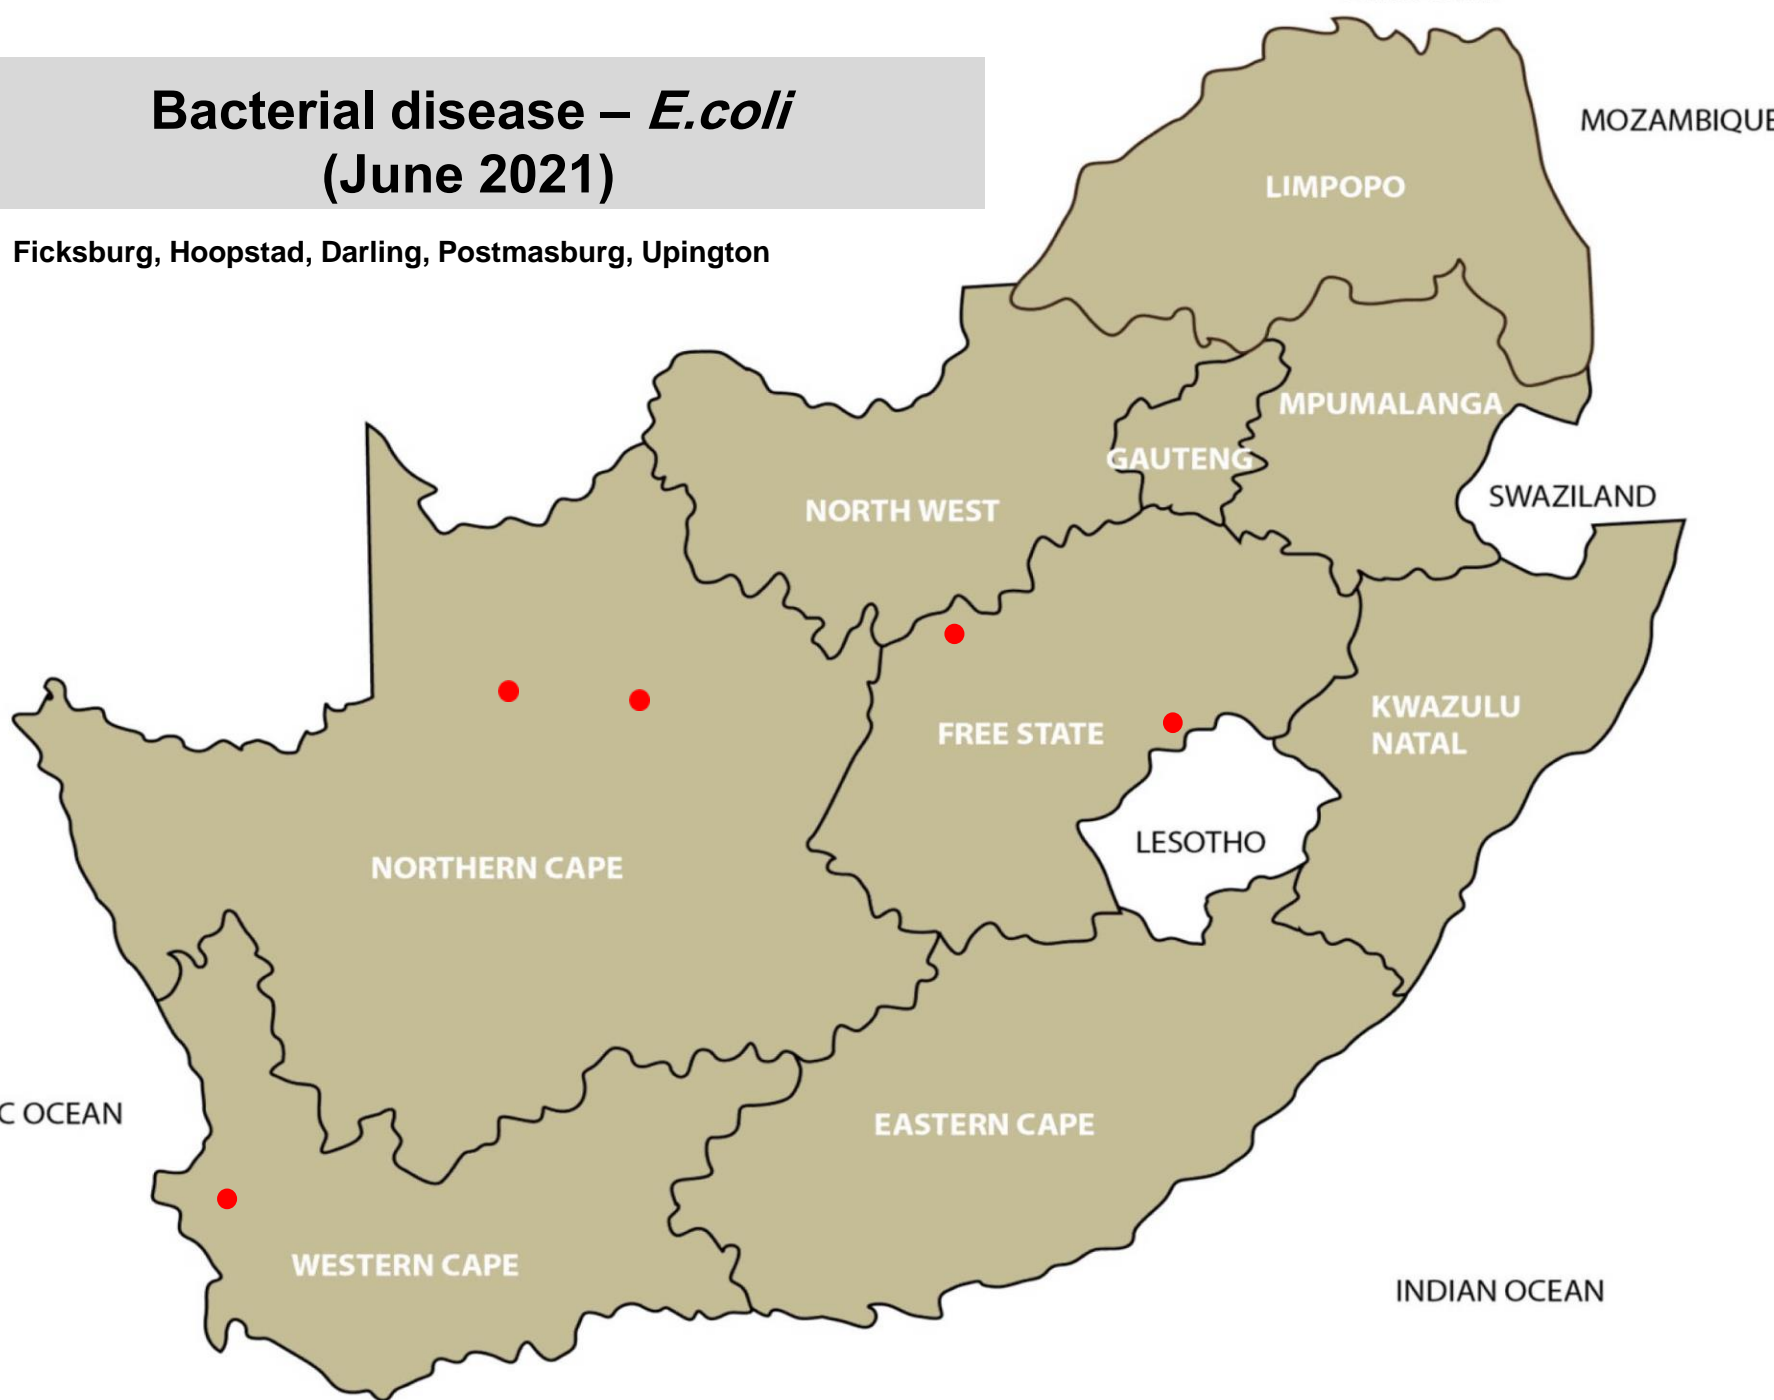 Bacterial disease – E.coli
(June 2021)
Ficksburg, Hoopstad, Darling, Postmasburg, Upington
MOZAMBIQUE
LIMPOPO
MPUMALANGA
GAUTENG
SWAZILAND
NORTH WEST
KWAZULU
NATAL
FREE STATE
LESOTHO
NORTHERN CAPE
C OCEAN
EASTERN CAPE
WESTERN CAPE
INDIAN OCEAN